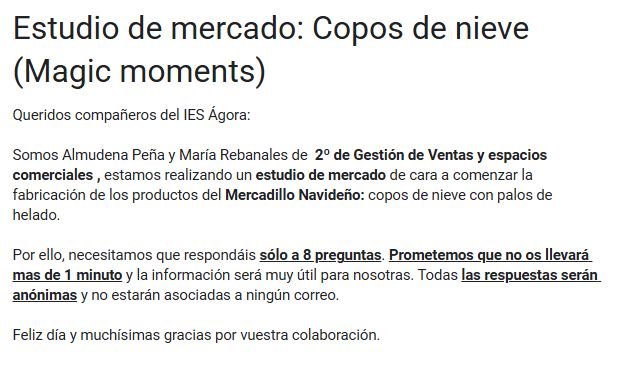 Estudio de mercado: Copos de nieve
(Magic moments)
Queridos compañeros del IES Ágora:
Somos Almudena Peña y María Rebanales de  2º de Gestión de Ventas y espacios
comerciales , estamos realizando un estudio de mercado de cara a comenzar la
fabricación de los productos del Mercadillo Navideño: copos de nieve con palos de
helado.
Por ello, necesitamos que respondáis sólo a 8 preguntas. Prometemos que no os llevará
mas de 1 minuto y la información será muy útil para nosotras. Todas las respuestas serán
anónimas y no estarán asociadas a ningún correo.
Feliz día y muchísimas gracias por vuestra colaboración.